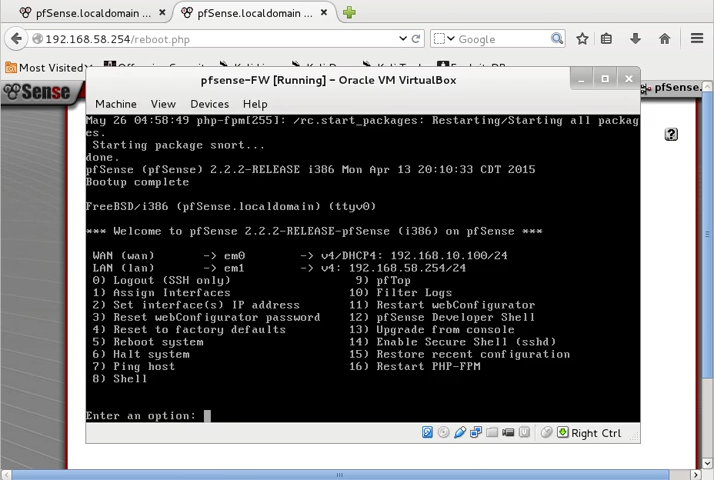 pfSense.localdomain ...
pfSense.localdomain ...
192.168.58.254/reboot.php
Google
Most Visited
pfsense-FW [Running] - Oracle VM VirtualBox
Sense
pfSense.
Machine View Devices Help
May 26 04:58:49 php-fpm[255]: /rc.start_packages: Restarting/Starting all packag
es.
Starting package snort...
done.
pfSense (pfSense) 2.2.2-RELEASE i386 Mon Apr 13 20:10:33 CDT 2015
Bootup complete
FreeBSD/i386 (pfSense.localdomain) (ttyv0)
*** Welcome to pfSense 2.2.2-RELEASE-pfSense (i386) on pfSense ***
WAN (wan) -> em0 -> v4/DHCP4: 192.168.10.100/24
LAN (lan) -> em1 -> v4: 192.168.58.254/24
0) Logout (SSH only) 9) pfTop
1) Assign Interfaces 10) Filter Logs
2) Set interface(s) IP address 11) Restart webConfigurator
3) Reset webConfigurator password 12) pfSense Developer Shell
4) Reset to factory defaults 13) Upgrade from console
5) Reboot system 14) Enable Secure Shell (sshd)
6) Halt system 15) Restore recent configuration
7) Ping host 16) Restart PHP-FPM
8) Shell
Enter an option:
Right Ctrl